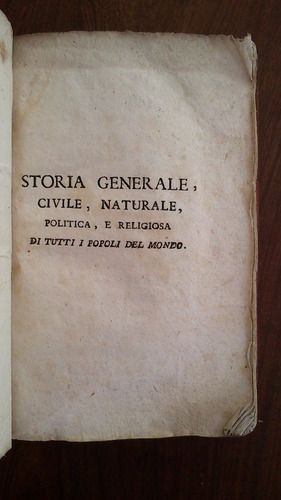 STORIA GENERALE,
CIVILE, NATURALE,
POLITICA, E RELIGIOSA
DI TUTTI I POPOLI DEL MONDO.